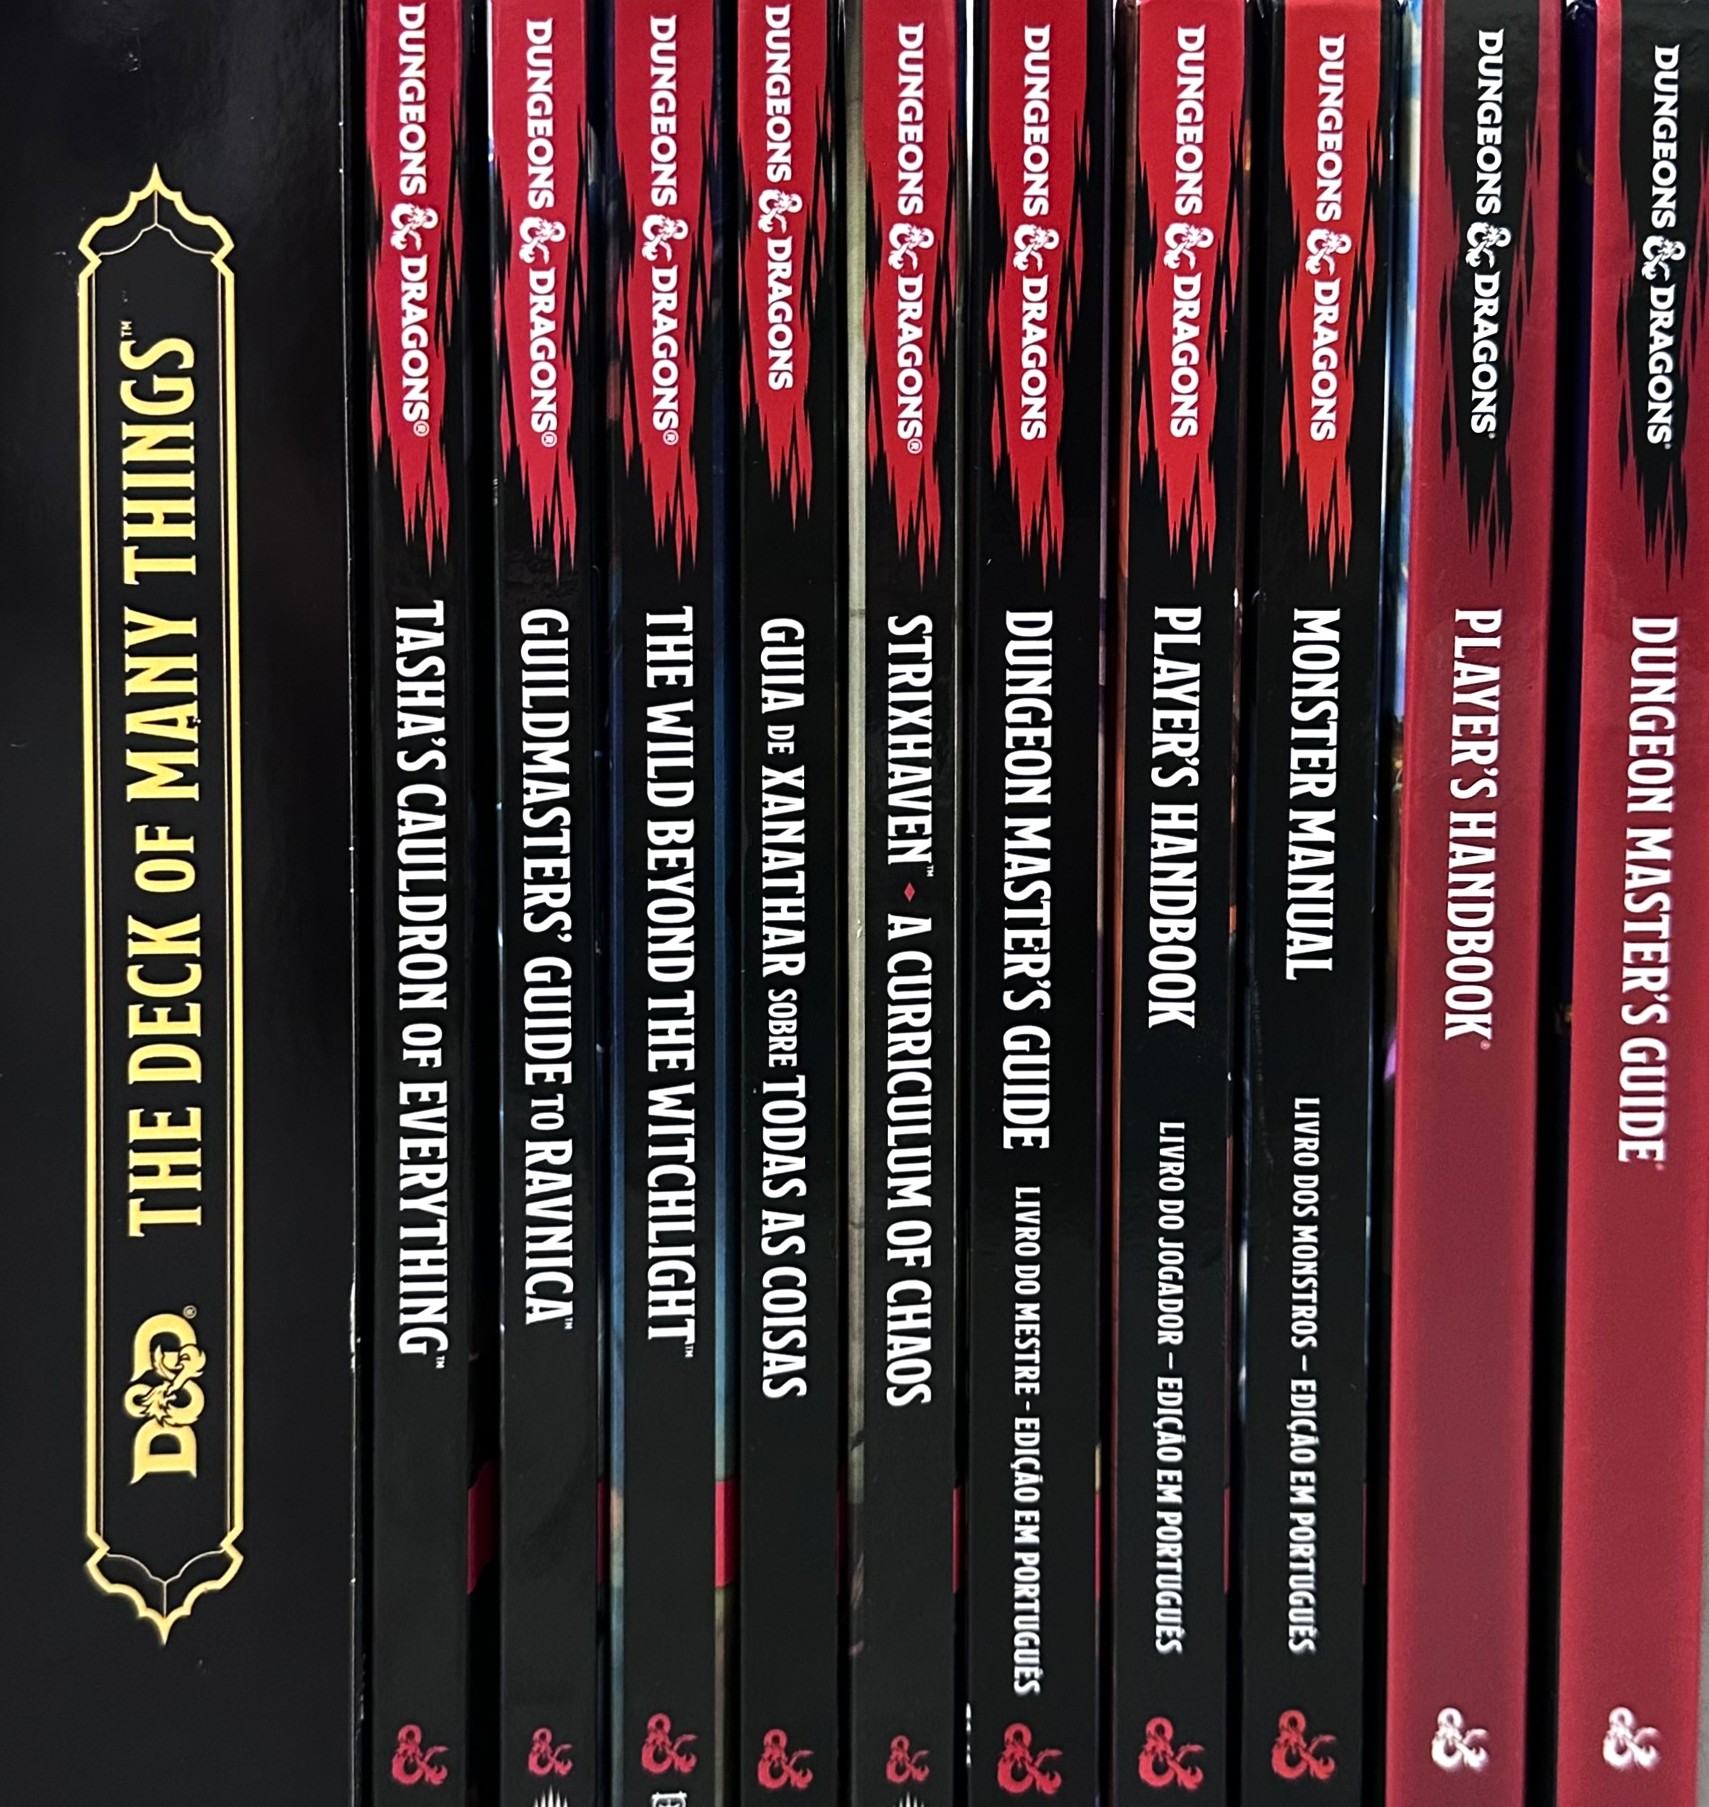 THE DECK OF MANY THINGS™ D&D®
DUNGEONS & DRAGONS® TASHA'S CAULDRON OF EVERYTHING™ &
DUNGEONS & DRAGONS® GUILDMASTERS' GUIDE TO RAVNICA™ &
DUNGEONS & DRAGONS® THE WILD BEYOND THE WITCHLIGHT™ &
DUNGEONS & DRAGONS GUIA DE XANATHAR SOBRE TODAS AS COISAS &
DUNGEONS & DRAGONS® STRIXHAVEN™ ♦ A CURRICULUM OF CHAOS &
DUNGEONS & DRAGONS DUNGEON MASTER'S GUIDE LIVRO DO MESTRE - EDIÇÃO EM PORTUGUÊS &
DUNGEONS & DRAGONS PLAYER'S HANDBOOK LIVRO DO JOGADOR – EDIÇÃO EM PORTUGUÊS &
DUNGEONS & DRAGONS MONSTER MANUAL LIVRO DOS MONSTROS – EDIÇÃO EM PORTUGUÊS &
DUNGEONS & DRAGONS® PLAYER'S HANDBOOK® &
DUNGEONS & DRAGONS® DUNGEON MASTER'S GUIDE® &